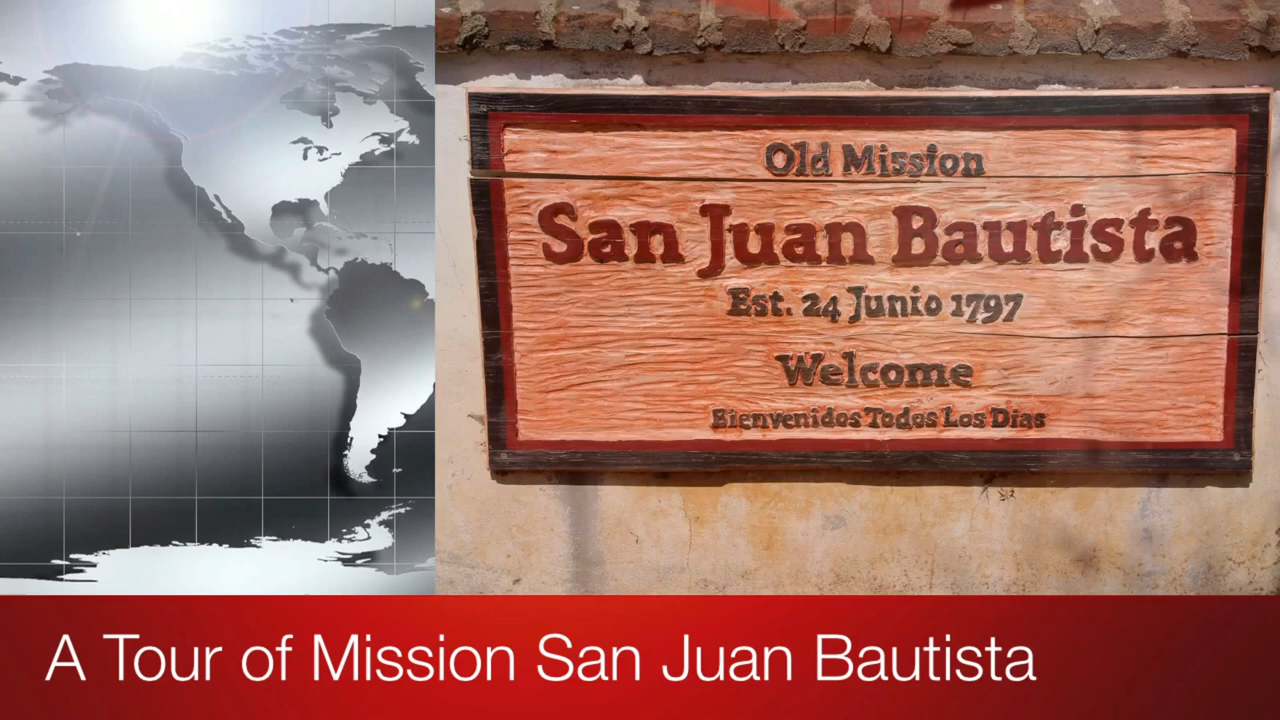 Old Mission
San Juan Bautista
Est. 24 Junio 1797
Welcome
Bienvenidos Todos Los Dias
A Tour of Mission San Juan Bautista